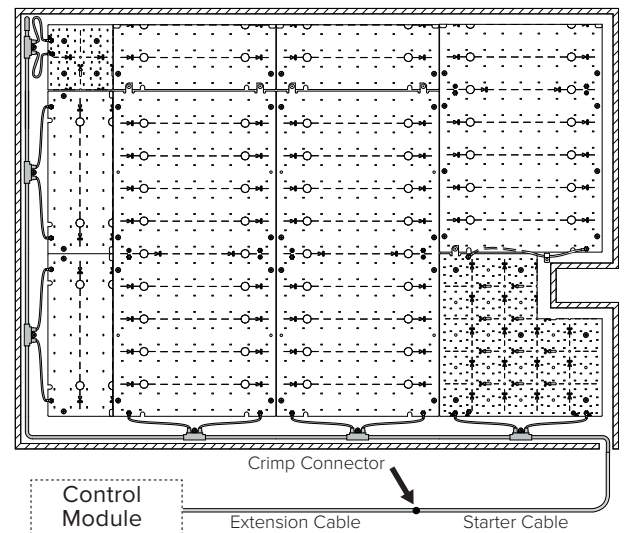 Crimp Connector
Control
Module
Extension Cable
Starter Cable